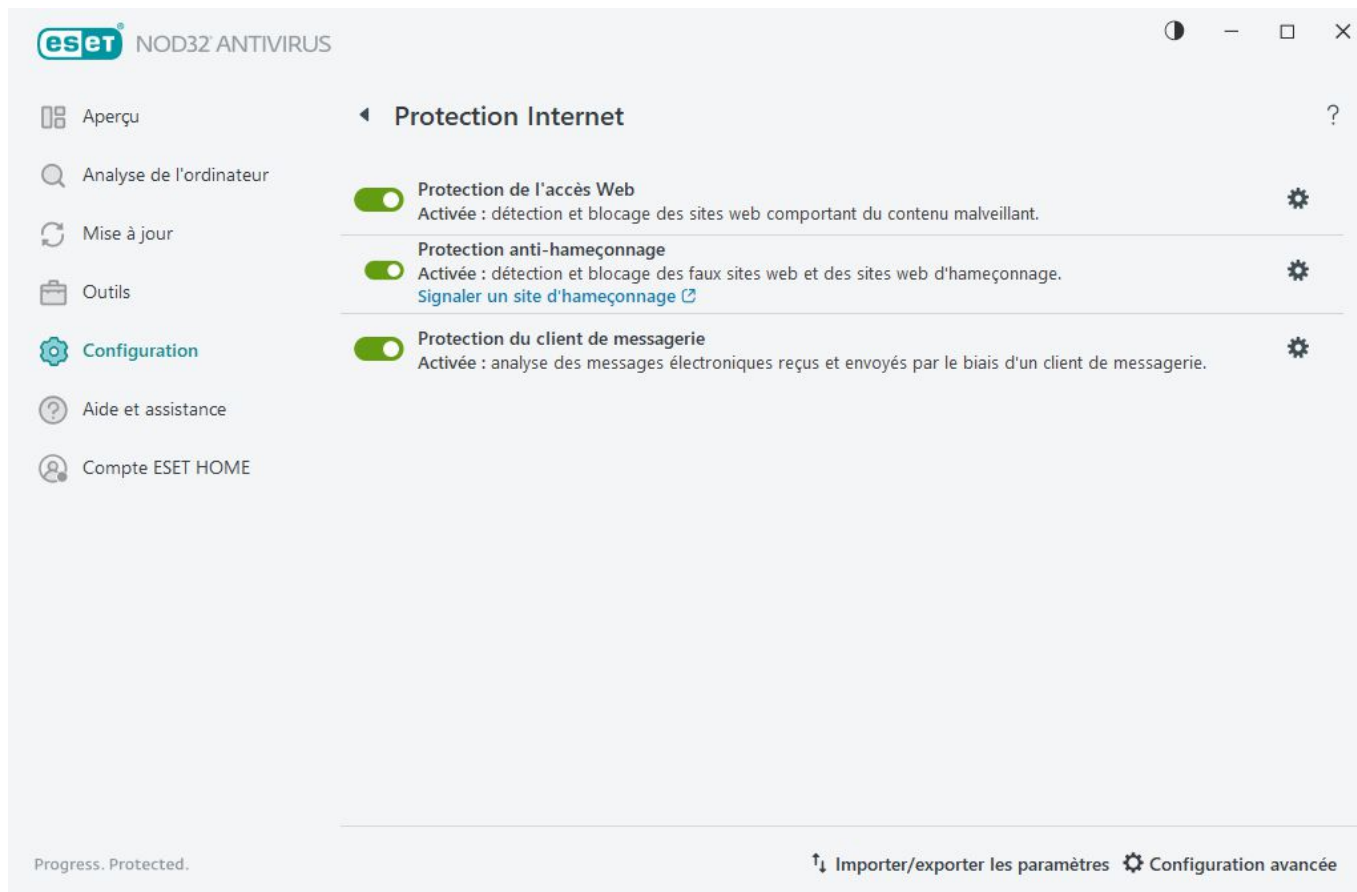 eset NOD32® ANTIVIRUS
Aperçu
Analyse de l'ordinateur
Mise à jour
Outils
Configuration
Aide et assistance
Compte ESET HOME
Protection Internet
?
Protection de l'accès Web
Activée : détection et blocage des sites web comportant du contenu malveillant.
Protection anti-hameçonnage
Activée : détection et blocage des faux sites web et des sites web d'hameçonnage.
Signaler un site d'hameçonnage
Protection du client de messagerie
Activée : analyse des messages électroniques reçus et envoyés par le biais d'un client de messagerie.
Progress. Protected.
Importer/exporter les paramètres
Configuration avancée